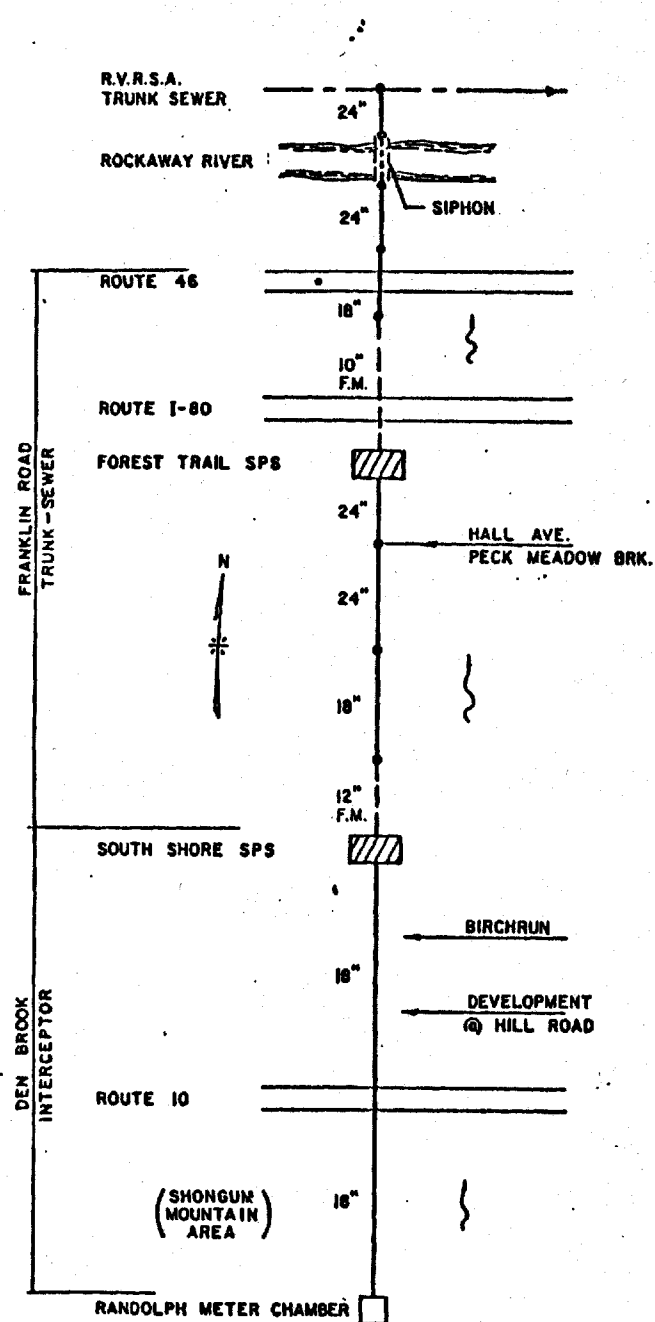 R.V.R.S.A.
TRUNK SEWER
24"
ROCKAWAY RIVER
SIPHON
24"
ROUTE 46
18"
10"
F.M.
ROUTE I-80
FOREST TRAIL SPS
FRANKLIN ROAD
TRUNK-SEWER
24"
HALL AVE.
PECK MEADOW BRK.
N
24"
18"
12"
F.M.
SOUTH SHORE SPS
BIRCHRUN
18"
DEVELOPMENT
@ HILL ROAD
DEN BROOK
INTERCEPTOR
ROUTE 10
(SHONGUM
MOUNTAIN
AREA)
18"
RANDOLPH METER CHAMBER